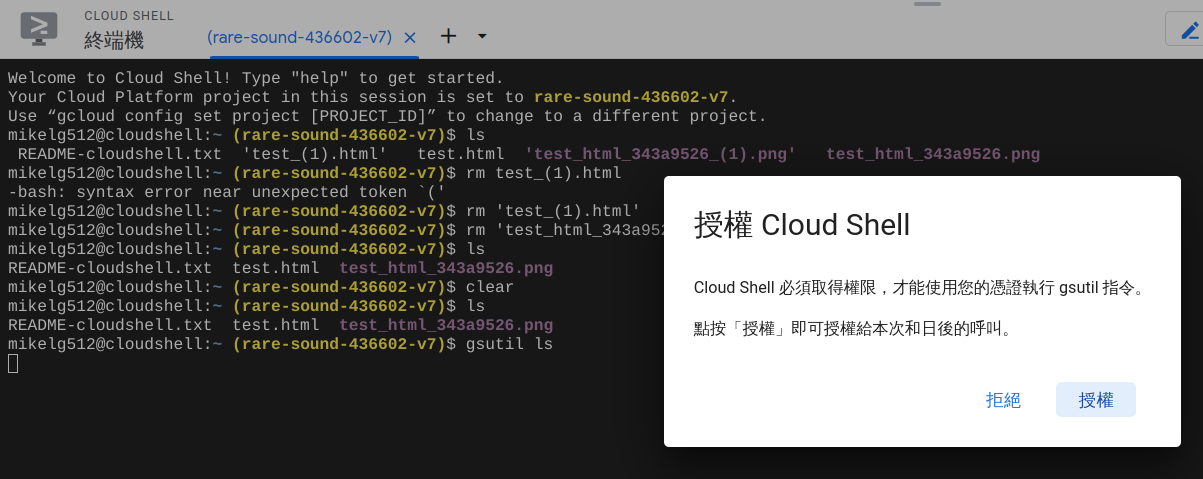 CLOUD SHELL
終端機
(rare-sound-436602-v7)
Welcome to Cloud Shell! Type "help" to get started.
Your Cloud Platform project in this session is set to rare-sound-436602-v7.
Use “gcloud config set project [PROJECT_ID]” to change to a different project.
mikelg512@cloudshell:~ (rare-sound-436602-v7)$ ls
README-cloudshell.txt  'test_(1).html'   test.html  'test_html_343a9526_(1).png'   test_html_343a9526.png
mikelg512@cloudshell:~ (rare-sound-436602-v7)$ rm test_(1).html
-bash: syntax error near unexpected token `('
mikelg512@cloudshell:~ (rare-sound-436602-v7)$ rm 'test_(1).html'
mikelg512@cloudshell:~ (rare-sound-436602-v7)$ rm 'test_html_343a952
mikelg512@cloudshell:~ (rare-sound-436602-v7)$ ls
README-cloudshell.txt  test.html  test_html_343a9526.png
mikelg512@cloudshell:~ (rare-sound-436602-v7)$ clear
mikelg512@cloudshell:~ (rare-sound-436602-v7)$ ls
README-cloudshell.txt  test.html  test_html_343a9526.png
mikelg512@cloudshell:~ (rare-sound-436602-v7)$ gsutil ls
授權 Cloud Shell
Cloud Shell 必須取得權限，才能使用您的憑證執行 gsutil 指令。
點按「授權」即可授權給本次和日後的呼叫。
拒絕
授權